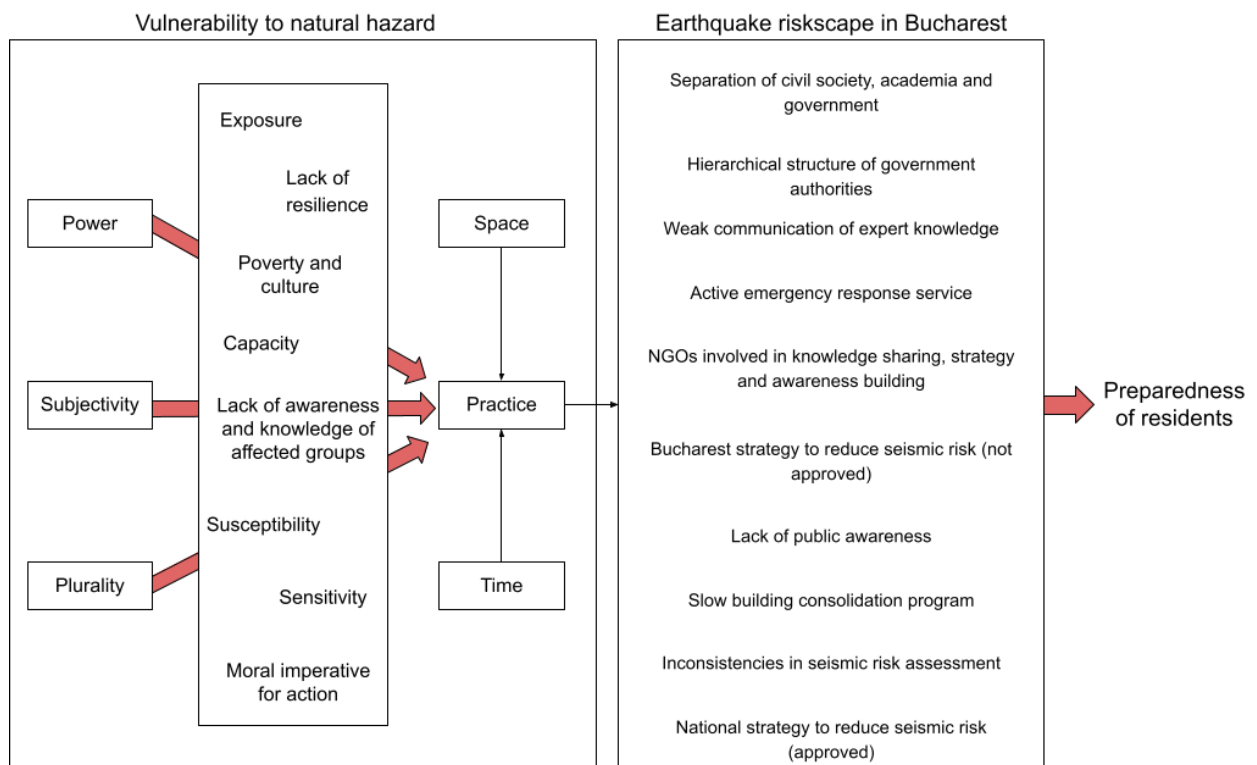 Vulnerability to natural hazard
Earthquake riskscape in Bucharest
Power
Subjectivity
Plurality
Exposure
Lack of
resilience
Poverty and
culture
Capacity
Lack of awareness
and knowledge of
affected groups
Susceptibility
Sensitivity
Moral imperative
for action
Space
Practice
Time
Separation of civil society, academia and
government
Hierarchical structure of government
authorities
Weak communication of expert knowledge
Active emergency response service
NGOs involved in knowledge sharing, strategy
and awareness building
Bucharest strategy to reduce seismic risk (not
approved)
Lack of public awareness
Slow building consolidation program
Inconsistencies in seismic risk assessment
National strategy to reduce seismic risk
(approved)
Preparedness
of residents